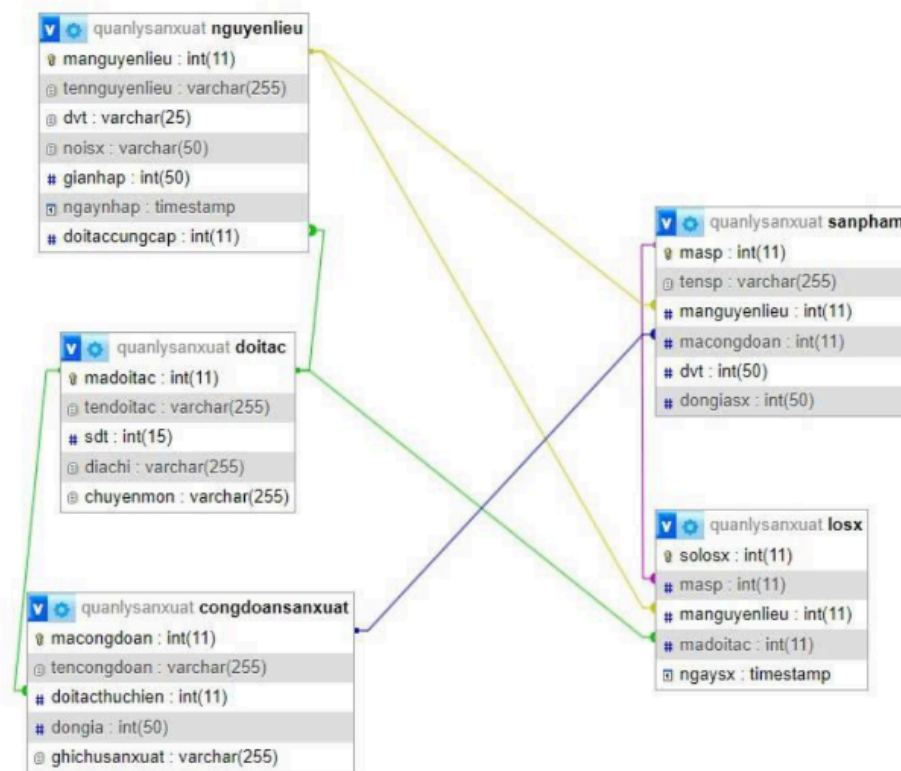 quanlysanxuat nguyenlieu
manguyenlieu : int(11)
tennguyenlieu : varchar(255)
dvt : varchar(25)
noisx : varchar(50)
gianhap : int(50)
ngaynhap : timestamp
doitaccungcap : int(11)
quanlysanxuat doitac
madoitac : int(11)
tendoitac : varchar(255)
sdt : int(15)
diachi : varchar(255)
chuyenmon : varchar(255)
quanlysanxuat congdoansanxuat
macongdoan : int(11)
tencongdoan : varchar(255)
doitacthuchien : int(11)
dongia : int(50)
ghichusanxuat : varchar(255)
quanlysanxuat sanpham
masp : int(11)
tensp : varchar(255)
manguyenlieu : int(11)
macongdoan : int(11)
dvt : int(50)
dongiasx : int(50)
quanlysanxuat losx
solosx : int(11)
masp : int(11)
manguyenlieu : int(11)
madoitac : int(11)
ngaysx : timestamp